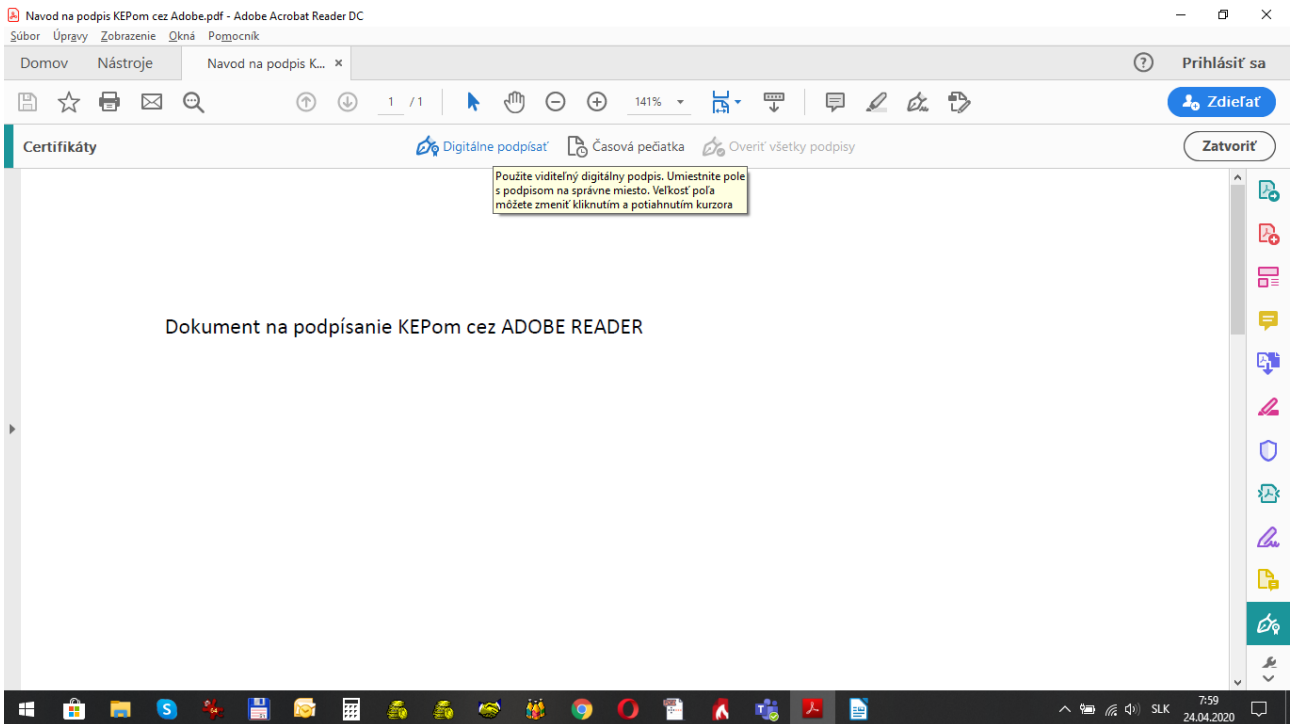 Navod na podpis KEPom cez Adobe.pdf - Adobe Acrobat Reader DC
Súbor Úpravy Zobrazenie Okná Pomocník
Domov Nástroje Navod na podpis K... × ? Prihlásiť sa
1 / 1 141% Zdieľať
Certifikáty Digitálne podpísať Časová pečiatka Overiť všetky podpisy Zatvoriť
Použite viditeľný digitálny podpis. Umiestnite pole
s podpisom na správne miesto. Veľkosť poľa
môžete zmeniť kliknutím a potiahnutím kurzora
Dokument na podpísanie KEPom cez ADOBE READER
SLK 7:59
24.04.2020